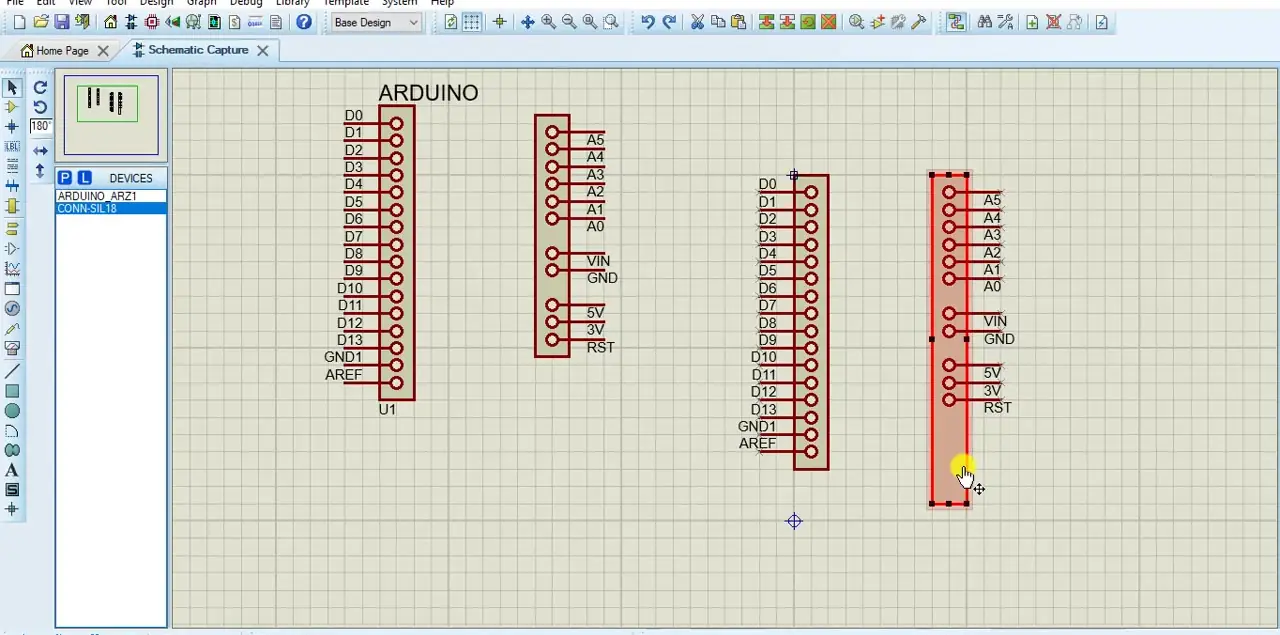 File Edit View Tool Design Graph Debug Library Template System Help
Base Design
Home Page
Schematic Capture
180°
LBL
P L DEVICES
ARDUINO_ARZ1
CONN-SIL18
A
S
ARDUINO
D0
D1
D2
D3
D4
D5
D6
D7
D8
D9
D10
D11
D12
D13
GND1
AREF
U1
A5
A4
A3
A2
A1
A0
VIN
GND
5V
3V
RST
D0
D1
D2
D3
D4
D5
D6
D7
D8
D9
D10
D11
D12
D13
GND1
AREF
A5
A4
A3
A2
A1
A0
VIN
GND
5V
3V
RST